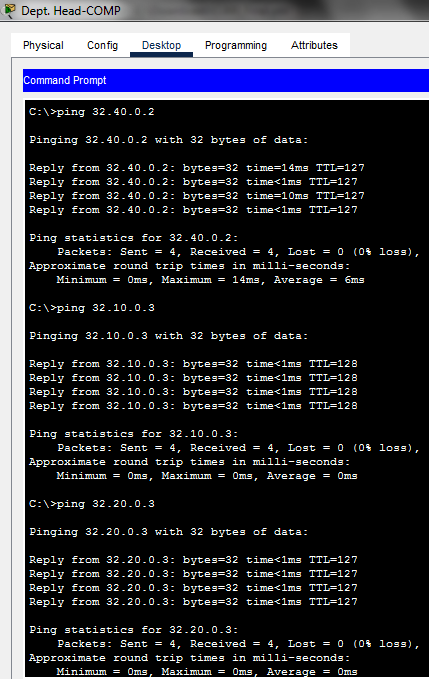 Dept. Head-COMP
Physical Config Desktop Programming Attributes
Command Prompt
C:\>ping 32.40.0.2
Pinging 32.40.0.2 with 32 bytes of data:
Reply from 32.40.0.2: bytes=32 time=14ms TTL=127
Reply from 32.40.0.2: bytes=32 time<1ms TTL=127
Reply from 32.40.0.2: bytes=32 time=10ms TTL=127
Reply from 32.40.0.2: bytes=32 time<1ms TTL=127
Ping statistics for 32.40.0.2:
Packets: Sent = 4, Received = 4, Lost = 0 (0% loss),
Approximate round trip times in milli-seconds:
Minimum = 0ms, Maximum = 14ms, Average = 6ms
C:\>ping 32.10.0.3
Pinging 32.10.0.3 with 32 bytes of data:
Reply from 32.10.0.3: bytes=32 time<1ms TTL=128
Reply from 32.10.0.3: bytes=32 time<1ms TTL=128
Reply from 32.10.0.3: bytes=32 time<1ms TTL=128
Reply from 32.10.0.3: bytes=32 time<1ms TTL=128
Ping statistics for 32.10.0.3:
Packets: Sent = 4, Received = 4, Lost = 0 (0% loss),
Approximate round trip times in milli-seconds:
Minimum = 0ms, Maximum = 0ms, Average = 0ms
C:\>ping 32.20.0.3
Pinging 32.20.0.3 with 32 bytes of data:
Reply from 32.20.0.3: bytes=32 time<1ms TTL=127
Reply from 32.20.0.3: bytes=32 time<1ms TTL=127
Reply from 32.20.0.3: bytes=32 time<1ms TTL=127
Reply from 32.20.0.3: bytes=32 time<1ms TTL=127
Ping statistics for 32.20.0.3:
Packets: Sent = 4, Received = 4, Lost = 0 (0% loss),
Approximate round trip times in milli-seconds:
Minimum = 0ms, Maximum = 0ms, Average = 0ms